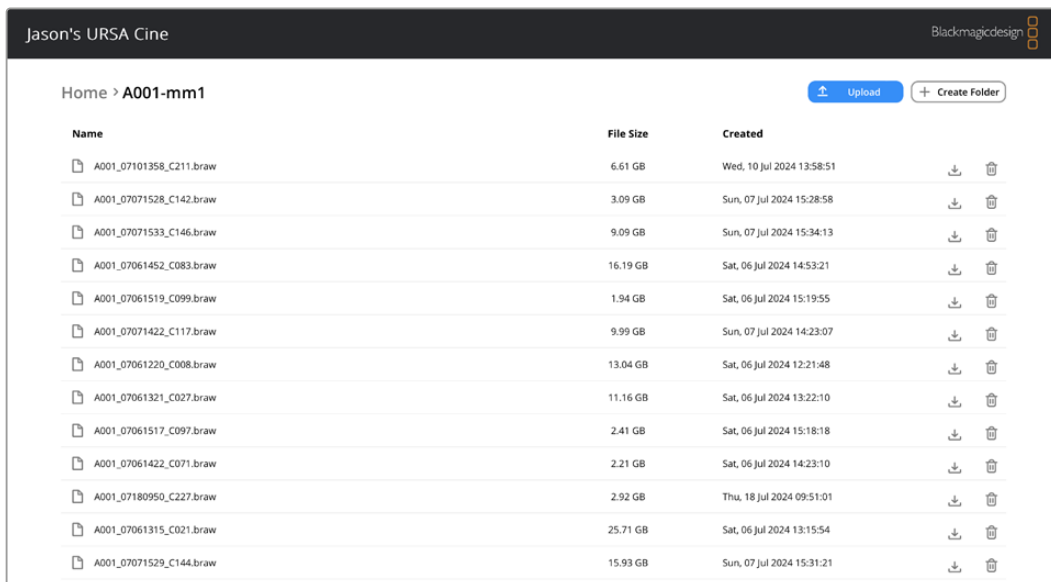 Jason's URSA Cine
Blackmagicdesign
Home > A001-mm1
Upload
+ Create Folder
Name File Size Created
A001_07101358_C211.braw 6.61 GB Wed, 10 Jul 2024 13:58:51
A001_07071528_C142.braw 3.09 GB Sun, 07 Jul 2024 15:28:58
A001_07071533_C146.braw 9.09 GB Sun, 07 Jul 2024 15:34:13
A001_07061452_C083.braw 16.19 GB Sat, 06 Jul 2024 14:53:21
A001_07061519_C099.braw 1.94 GB Sat, 06 Jul 2024 15:19:55
A001_07071422_C117.braw 9.99 GB Sun, 07 Jul 2024 14:23:07
A001_07061220_C008.braw 13.04 GB Sat, 06 Jul 2024 12:21:48
A001_07061321_C027.braw 11.16 GB Sat, 06 Jul 2024 13:22:10
A001_07061517_C097.braw 2.41 GB Sat, 06 Jul 2024 15:18:18
A001_07061422_C071.braw 2.21 GB Sat, 06 Jul 2024 14:23:10
A001_07180950_C227.braw 2.92 GB Thu, 18 Jul 2024 09:51:01
A001_07061315_C021.braw 25.71 GB Sat, 06 Jul 2024 13:15:54
A001_07071529_C144.braw 15.93 GB Sun, 07 Jul 2024 15:31:21